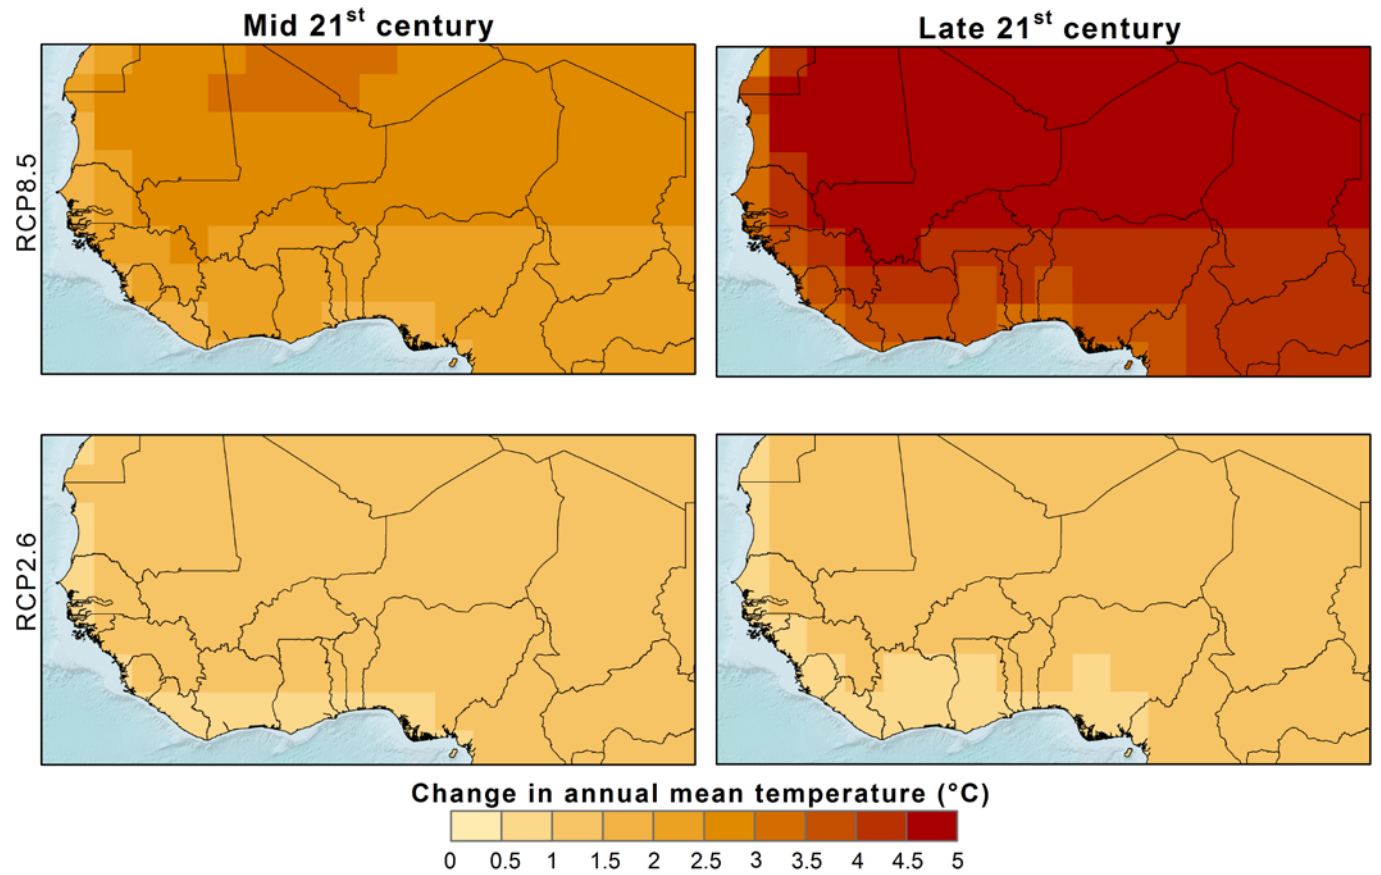 Mid 21st century
Late 21st century
RCP8.5
RCP2.6
Change in annual mean temperature (°C)
0 0.5 1 1.5 2 2.5 3 3.5 4 4.5 5